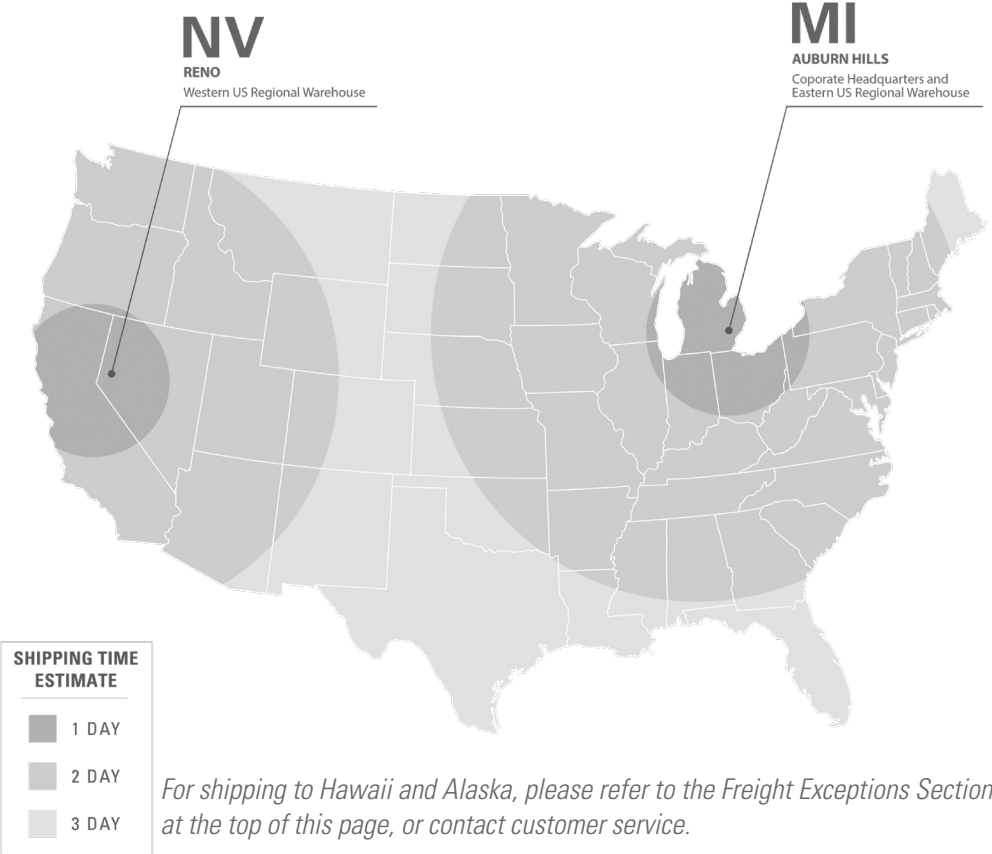 NV
RENO
Western US Regional Warehouse
MI
AUBURN HILLS
Coporate Headquarters and
Eastern US Regional Warehouse
SHIPPING TIME
ESTIMATE
1 DAY
2 DAY
3 DAY
For shipping to Hawaii and Alaska, please refer to the Freight Exceptions Section
at the top of this page, or contact customer service.